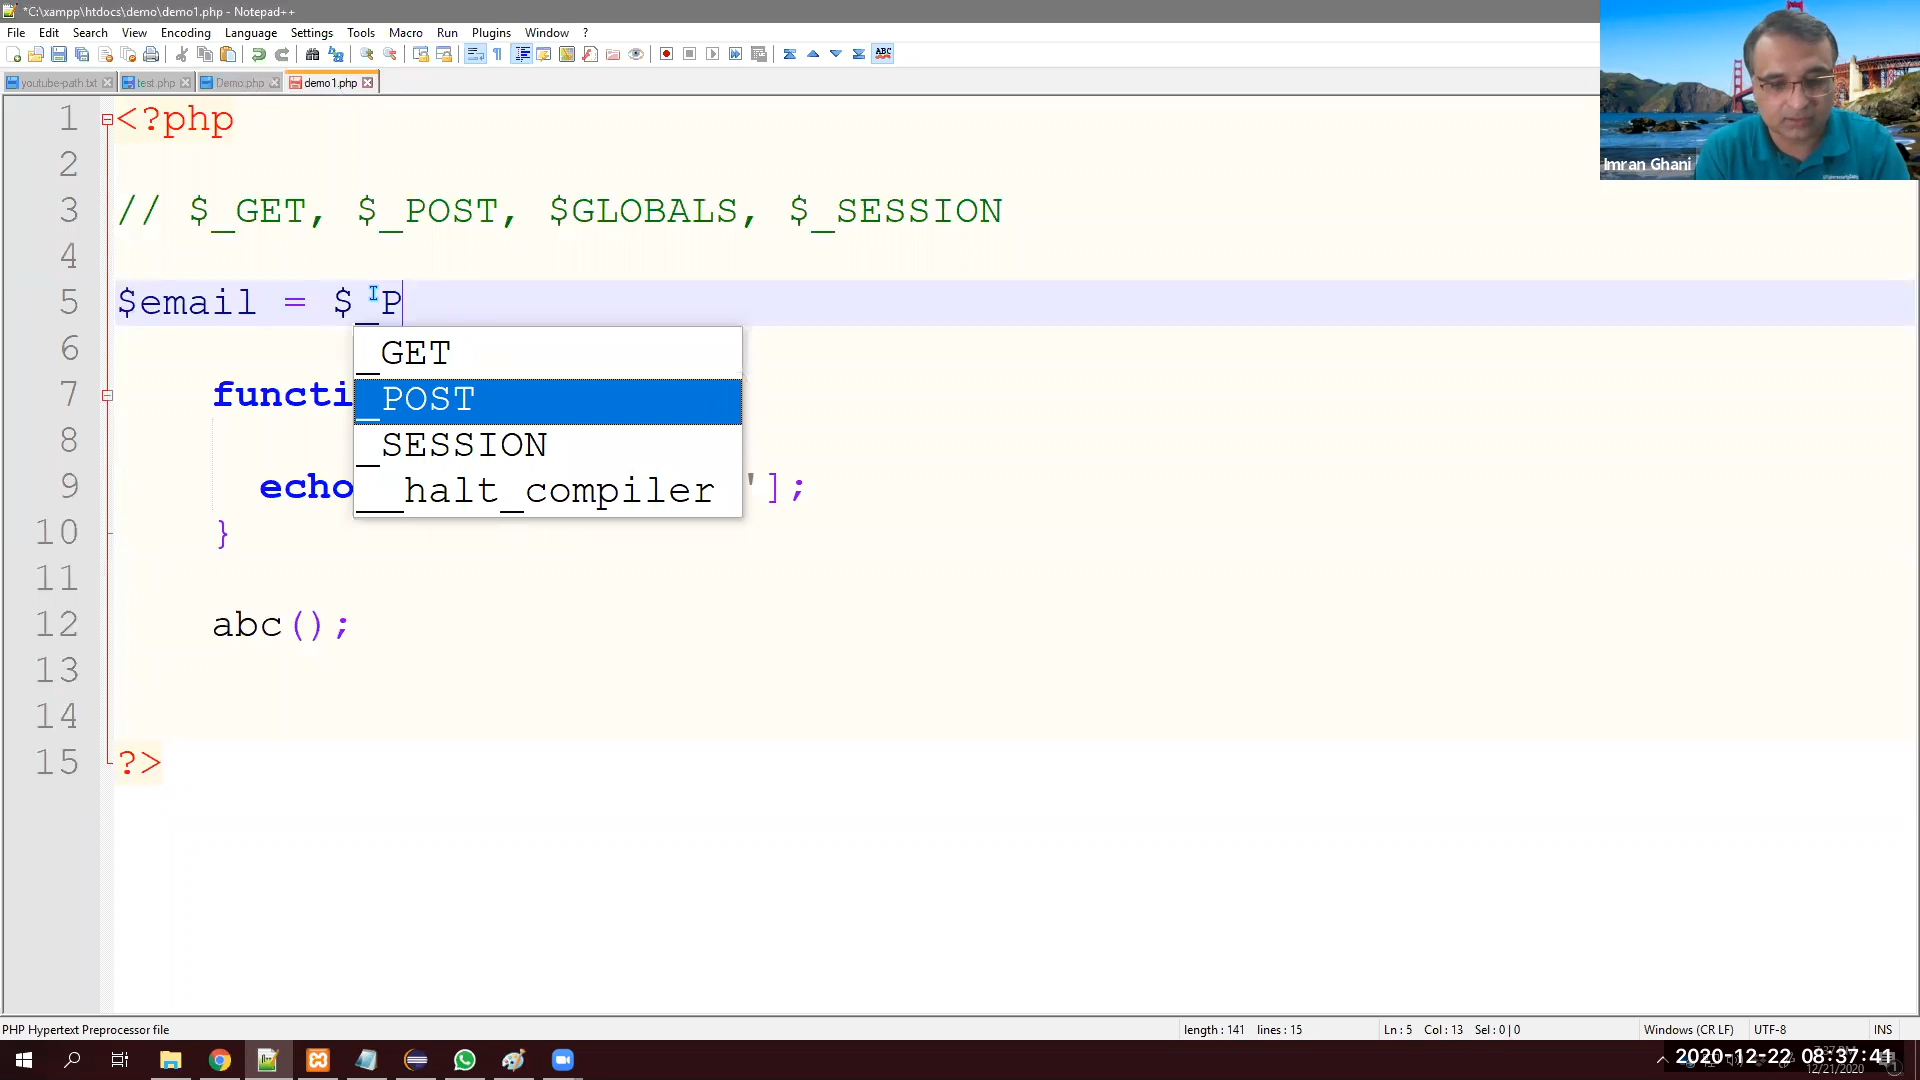 *C:\xampp\htdocs\demo\demo1.php - Notepad++
File Edit Search View Encoding Language Settings Tools Macro Run Plugins Window ?
youtube-path.txt test.php Demo.php demo1.php
Imran Ghani
1 <?php
2
3 // $_GET, $_POST, $GLOBALS, $_SESSION
4
5 $email = $_P
_GET
6
7 functi
_POST
8
_SESSION
9 echo '];
__halt_compiler
10 }
11
12 abc();
13
14
15 ?>
PHP Hypertext Preprocessor file length : 141 lines : 15 Ln : 5 Col : 13 Sel : 0 | 0 Windows (CR LF) UTF-8 INS
2020-12-22 08:37:41
12/21/2020